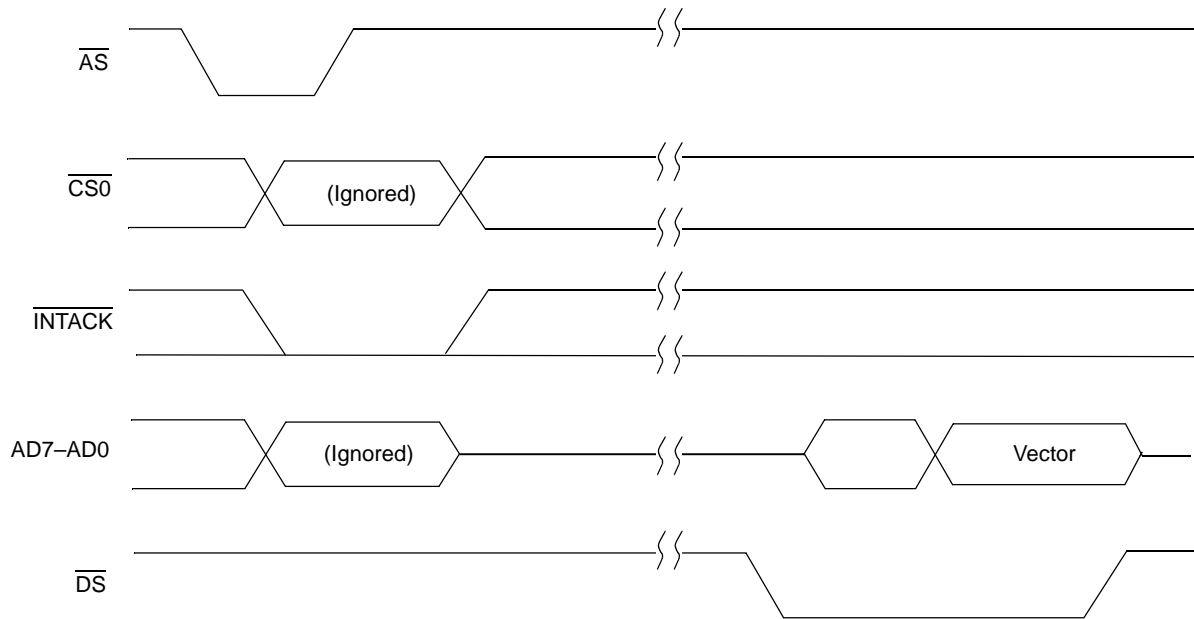 AS
CS0
(Ignored)
INTACK
AD7–AD0
(Ignored)
Vector
DS